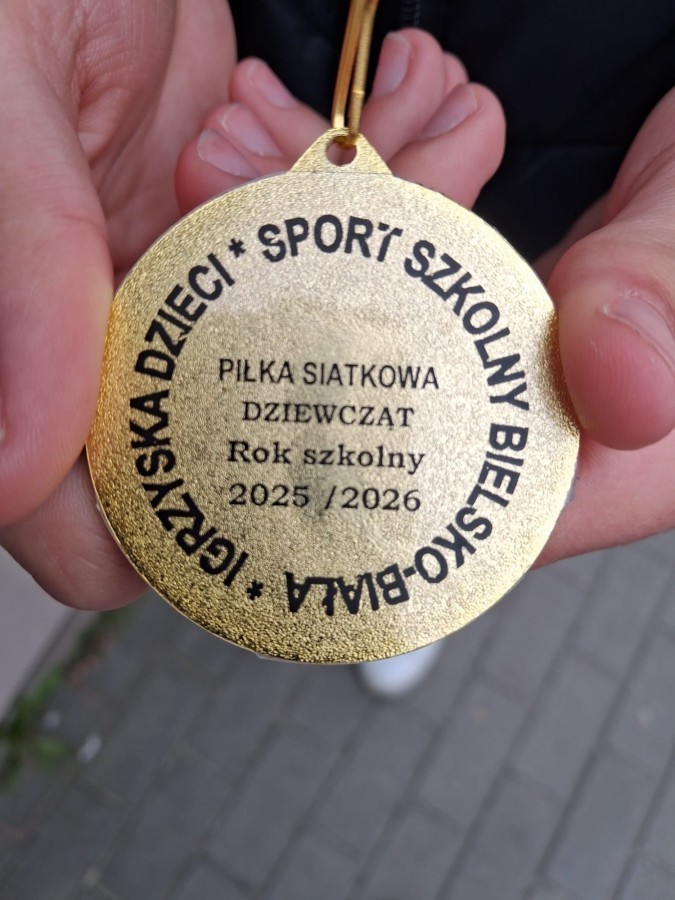 * SPORT SZKOLNY BIELSKO-BIAŁA * IGRZYSKA DZIECI
PIŁKA SIATKOWA
DZIEWCZĄT
Rok szkolny
2025 /2026